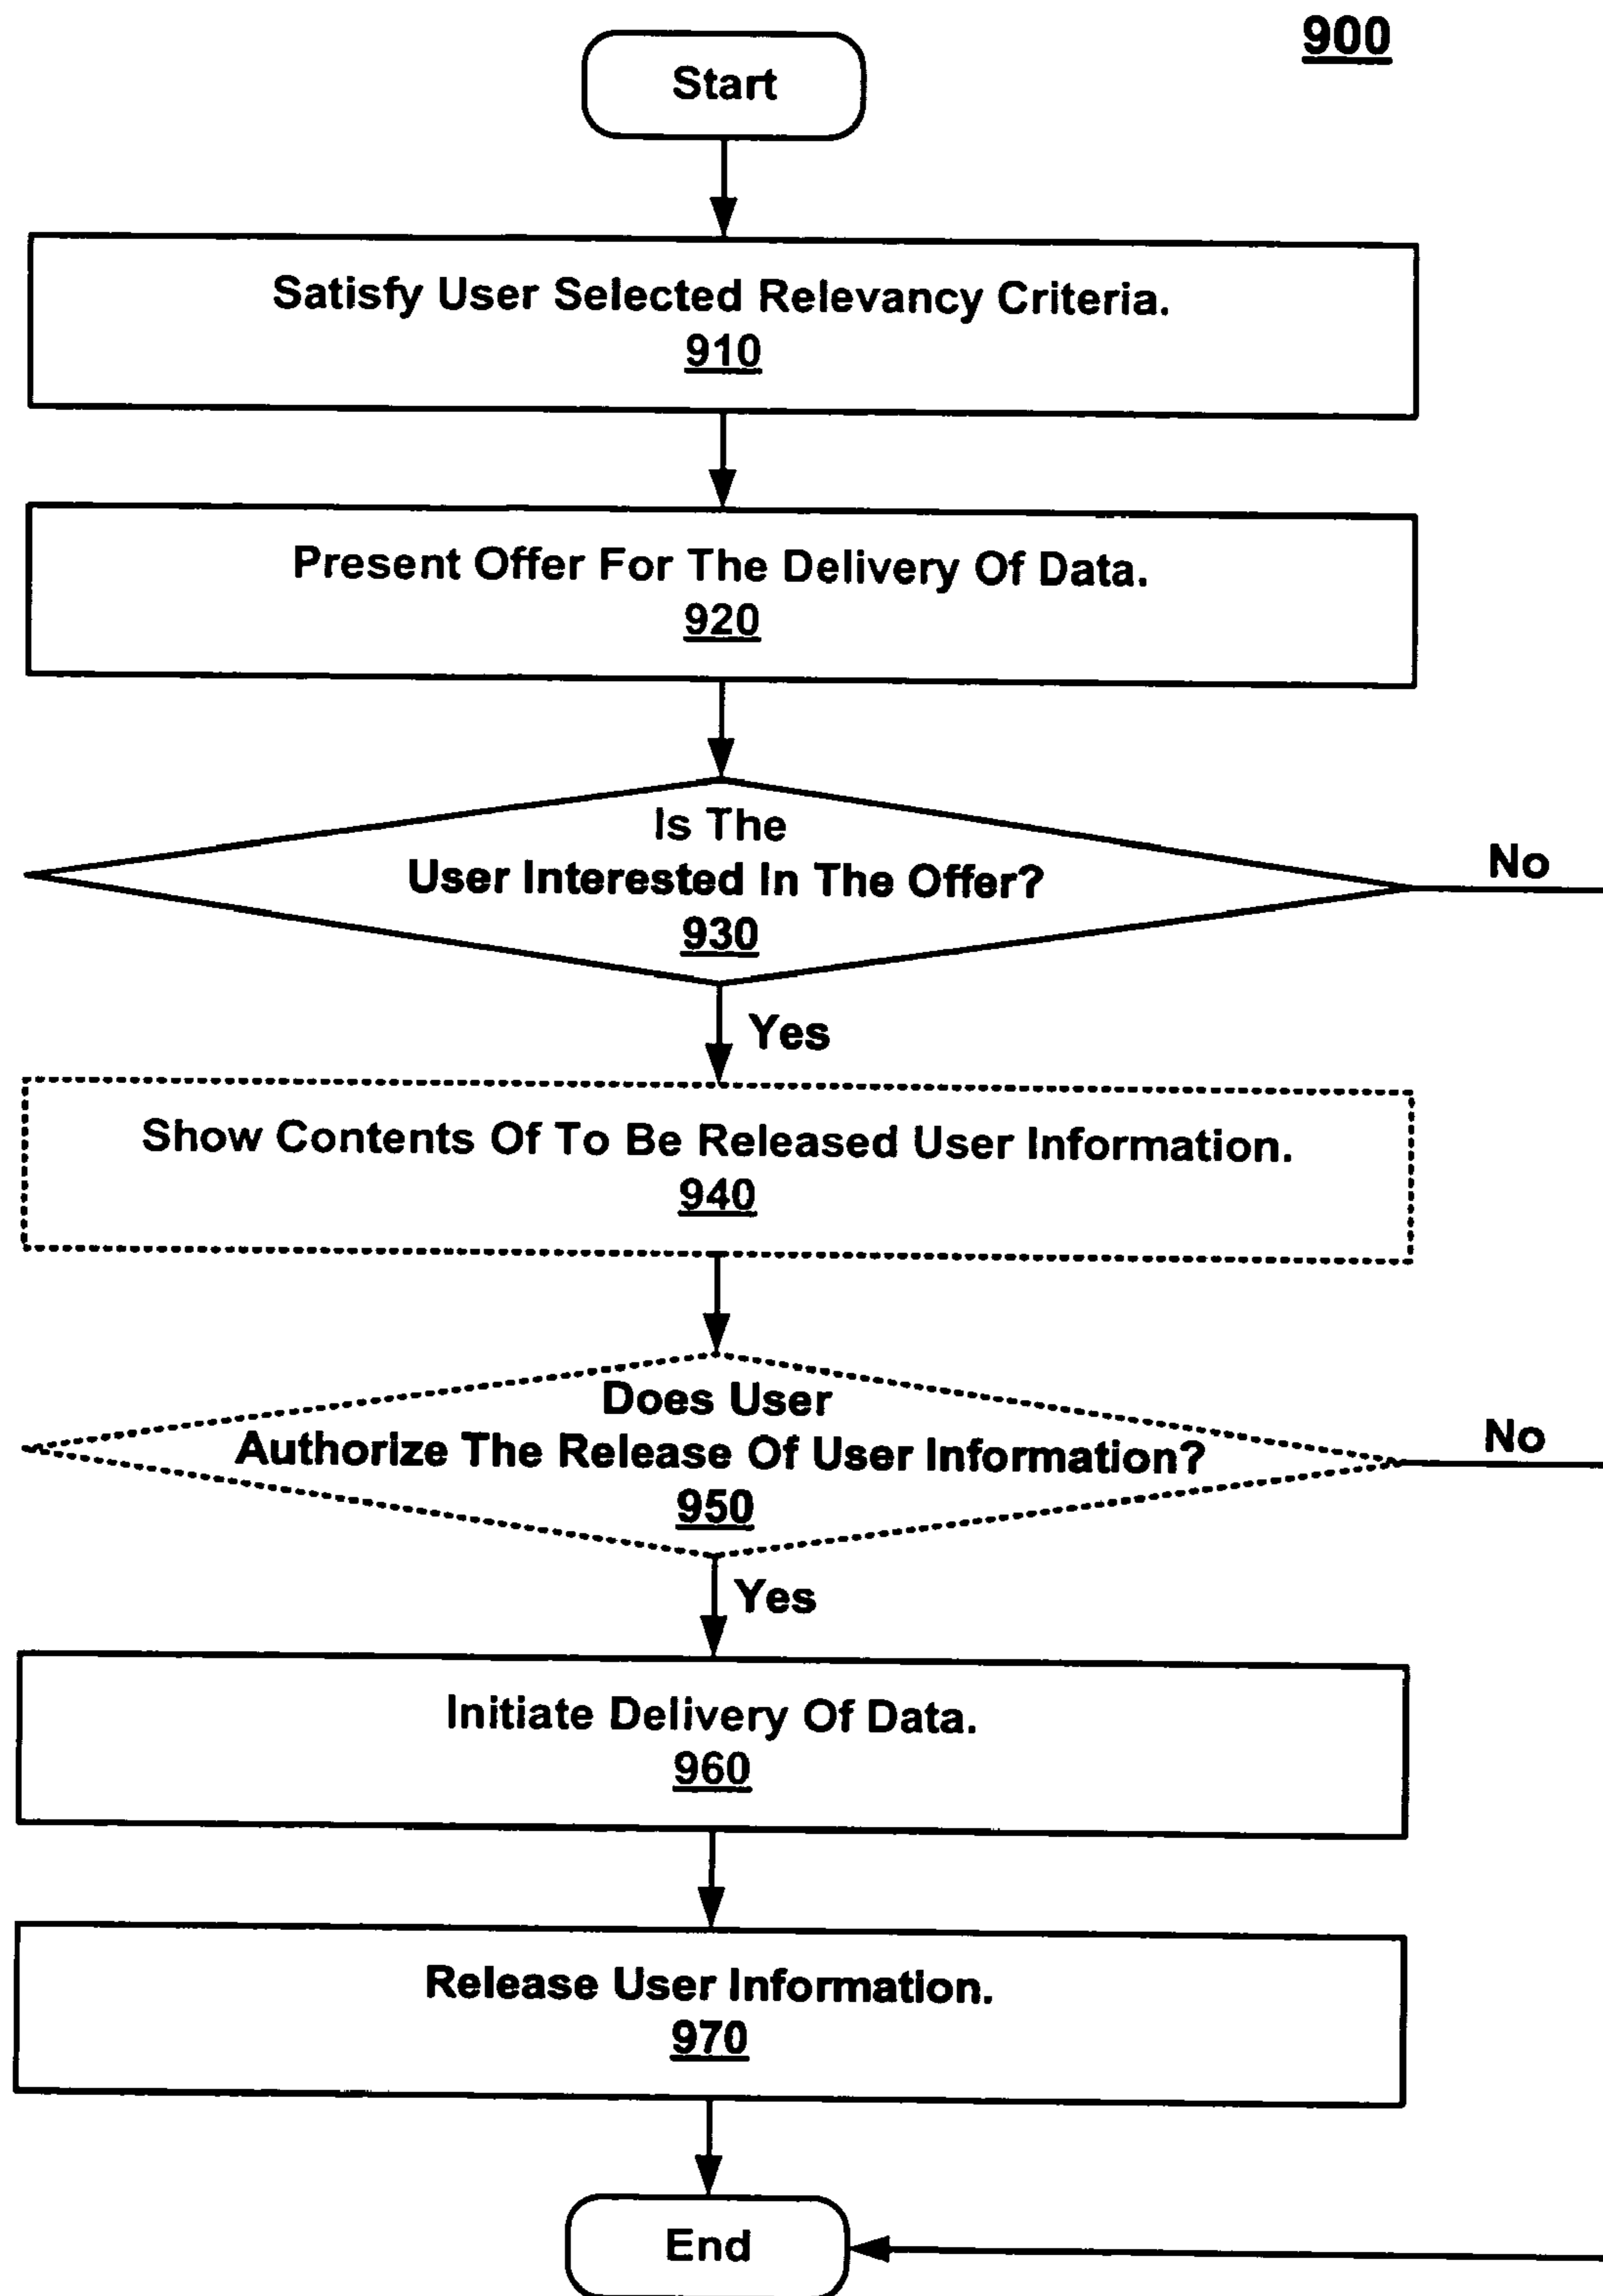 900
Start
Satisfy User Selected Relevancy Criteria.
910
Present Offer For The Delivery Of Data.
920
Is The
User Interested In The Offer?
930
No
Yes
Show Contents Of To Be Released User Information.
940
Does User
Authorize The Release Of User Information?
950
No
Yes
Initiate Delivery Of Data.
960
Release User Information.
970
End